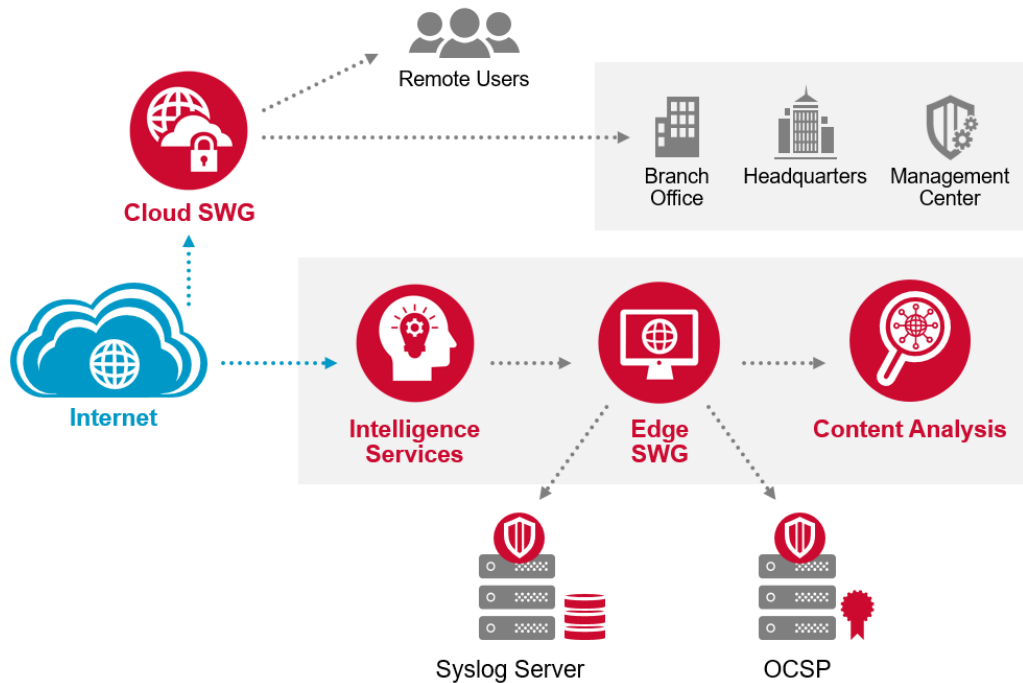 Remote Users
Branch
Office
Headquarters
Management
Center
Cloud SWG
Internet
Intelligence
Services
Edge
SWG
Content Analysis
Syslog Server
OCSP